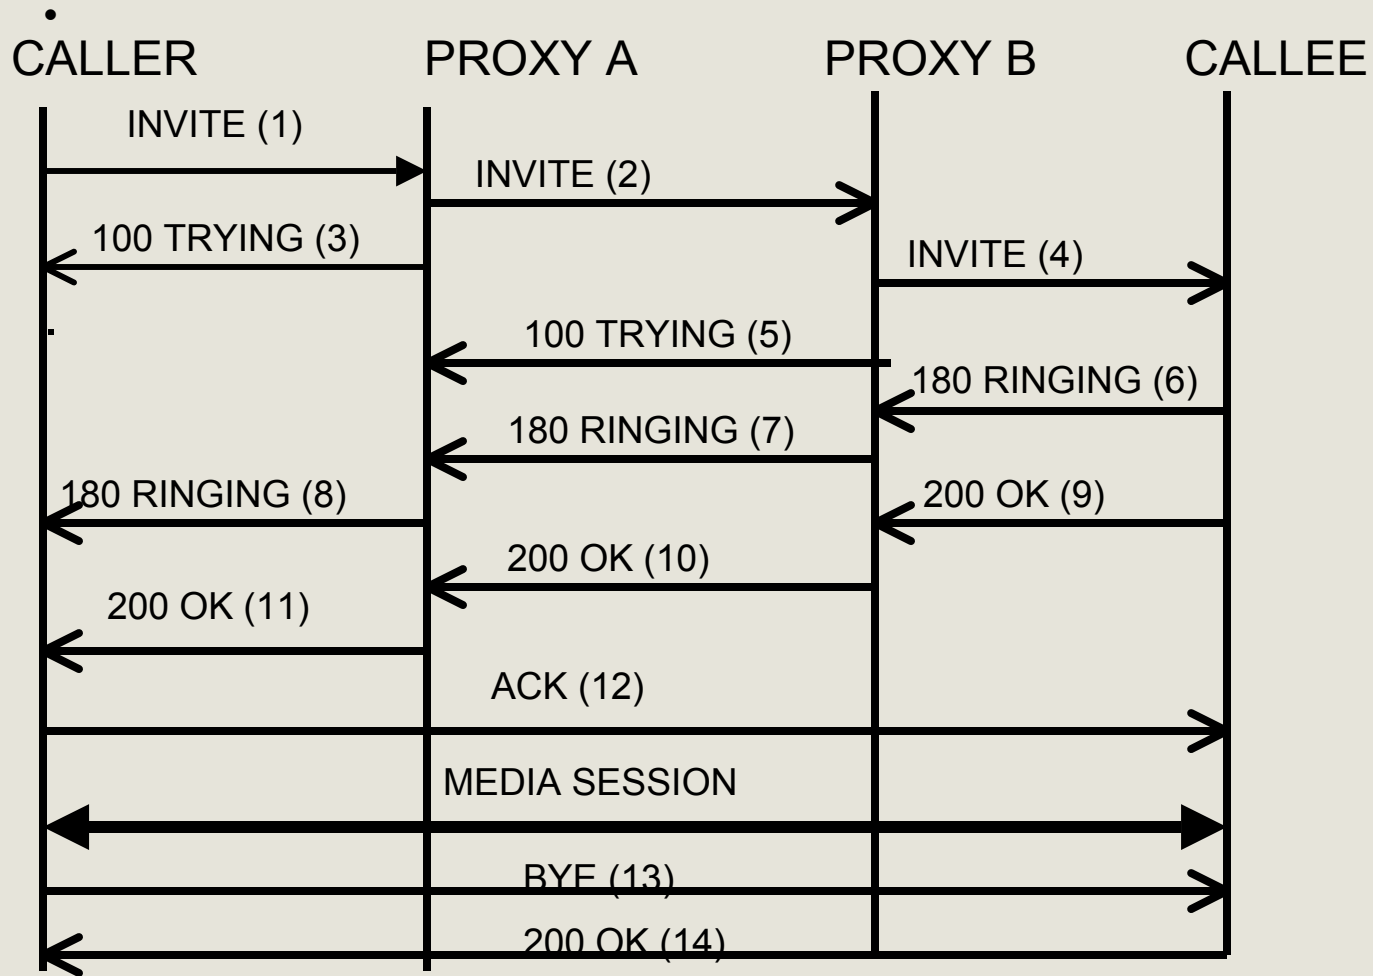 CALLER PROXY A PROXY B CALLEE
INVITE (1)
INVITE (2)
100 TRYING (3)
INVITE (4)
100 TRYING (5)
180 RINGING (6)
180 RINGING (7)
180 RINGING (8)
200 OK (9)
200 OK (10)
200 OK (11)
ACK (12)
MEDIA SESSION
BYE (13)
200 OK (14)